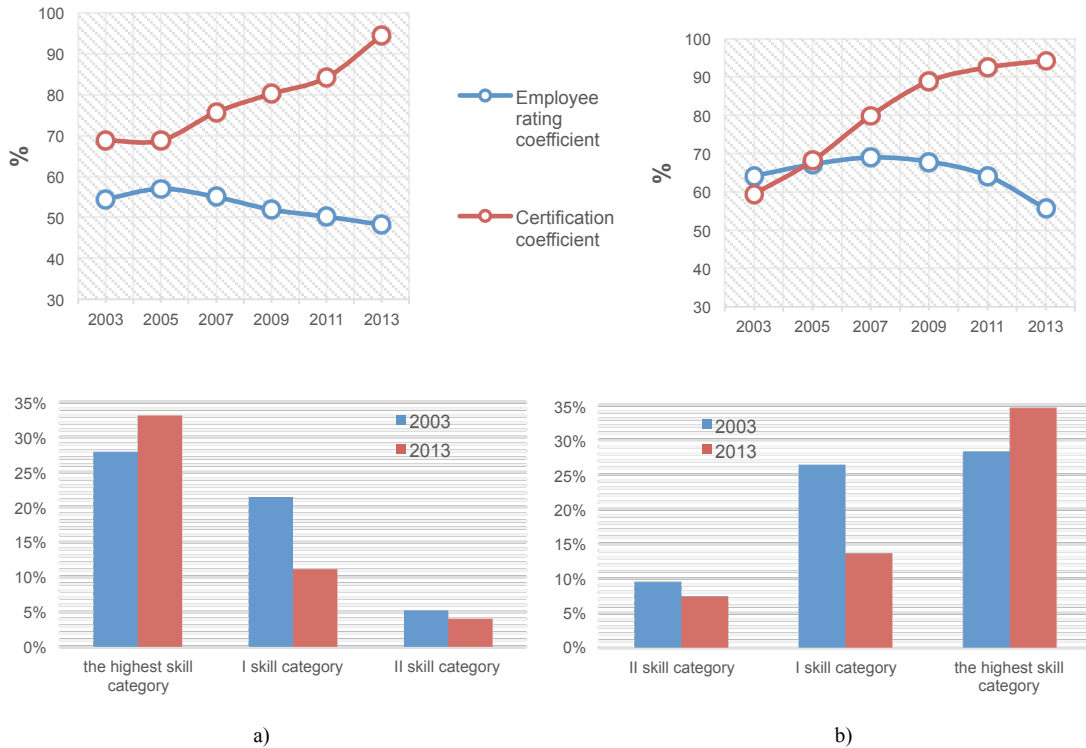 100
90
80
70
60
50
40
30
%
2003 2005 2007 2009 2011 2013
Employee
rating
coefficient
Certification
coefficient
100
90
80
70
60
50
40
30
%
2003 2005 2007 2009 2011 2013
35%
30%
25%
20%
15%
10%
5%
0%
2003
2013
the highest skill
category
I skill category
II skill category
a)
35%
30%
25%
20%
15%
10%
5%
0%
2003
2013
II skill category
I skill category
the highest skill
category
b)